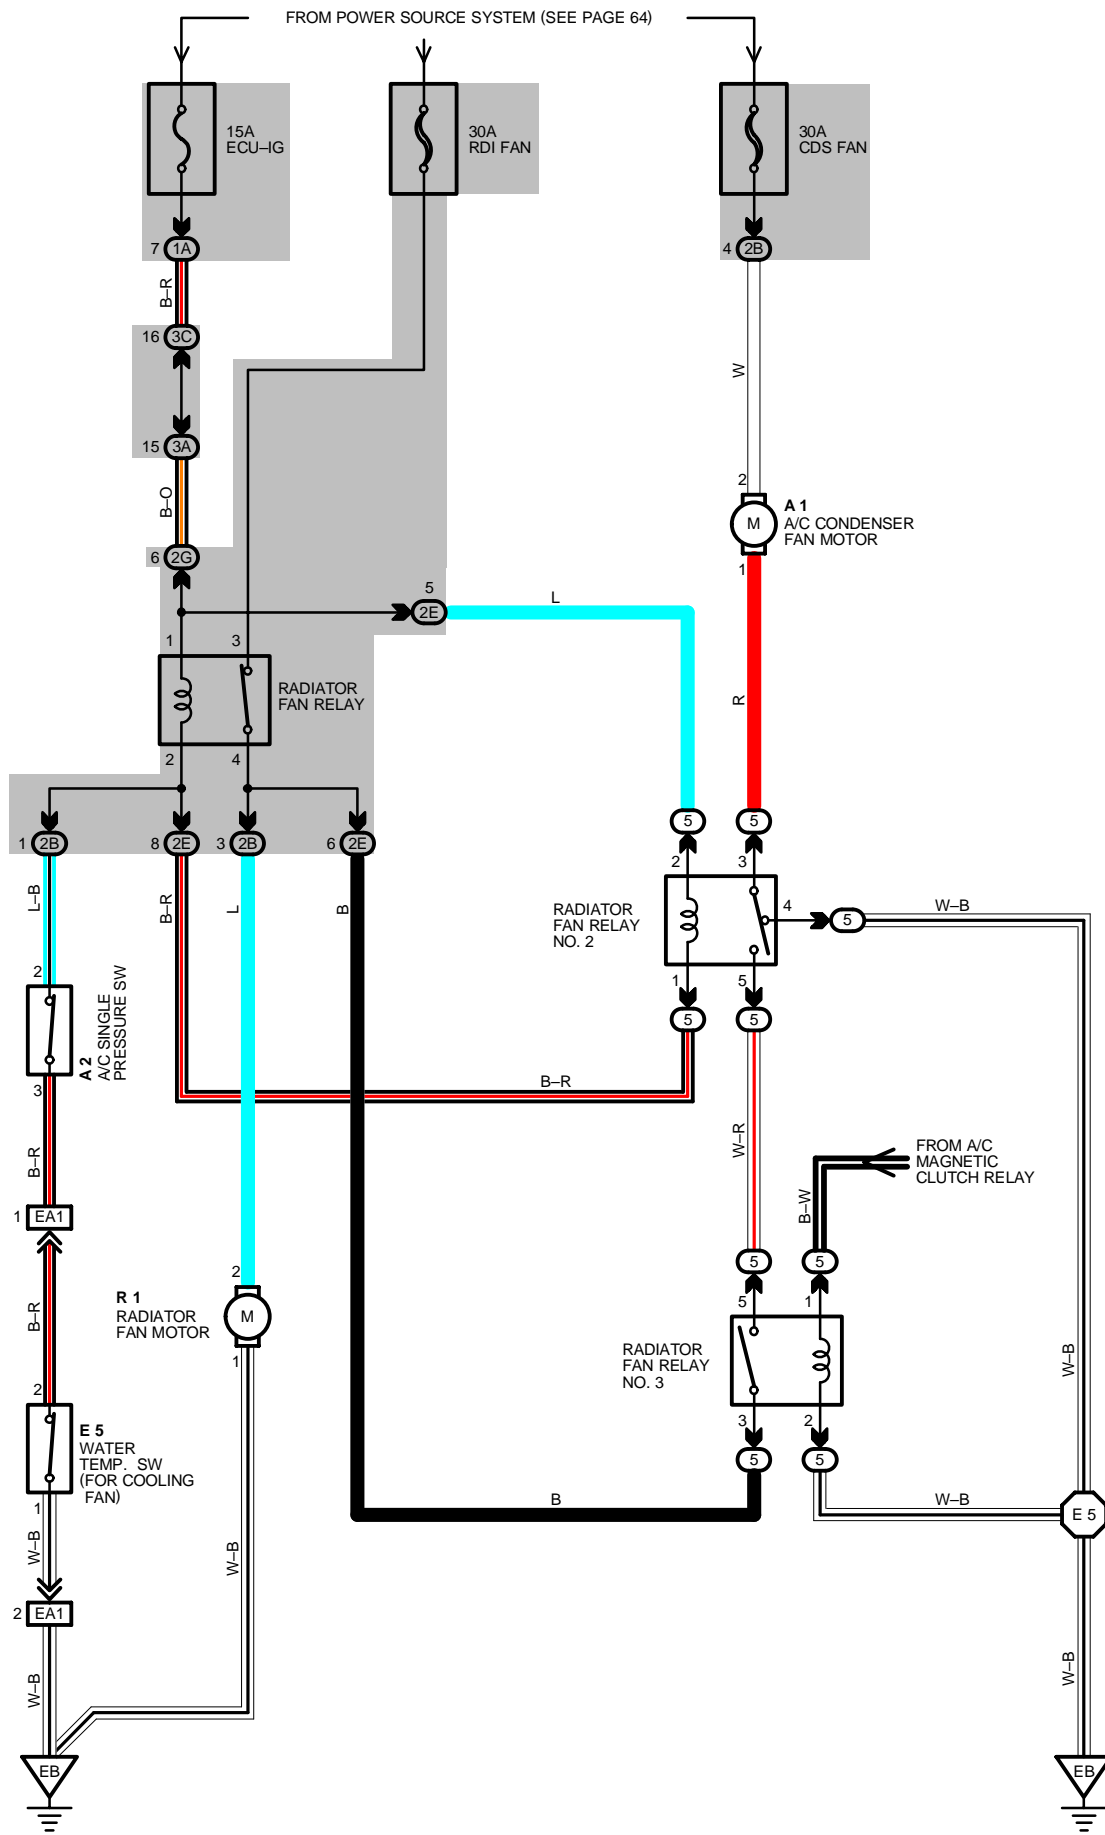 FROM POWER SOURCE SYSTEM (SEE PAGE 64)
15A
ECU–IG
30A
RDI FAN
30A
CDS FAN
7 1A
4 2B
B–R
16 3C
W
15 3A
B–O
2
A 1
A/C CONDENSER
FAN MOTOR
M
6 2G
1
5
2E
L
1
3
RADIATOR
FAN RELAY
R
2
4
5
5
1 2B
8 2E
3 2B
6 2E
2
3
L–B
B–R
L
B
RADIATOR
FAN RELAY
NO. 2
4
5
W–B
2
1
5
A 2
A/C SINGLE
PRESSURE SW
5
5
3
B–R
B–R
W–R
FROM A/C
MAGNETIC
CLUTCH RELAY
B–W
1 EA1
5
5
2
5
1
R 1
RADIATOR
FAN MOTOR
M
B–R
1
RADIATOR
FAN RELAY
NO. 3
W–B
2
E 5
WATER
TEMP. SW
(FOR COOLING
FAN)
3
2
5
5
1
B
W–B
E 5
W–B
W–B
2 EA1
W–B
W–B
EB
EB